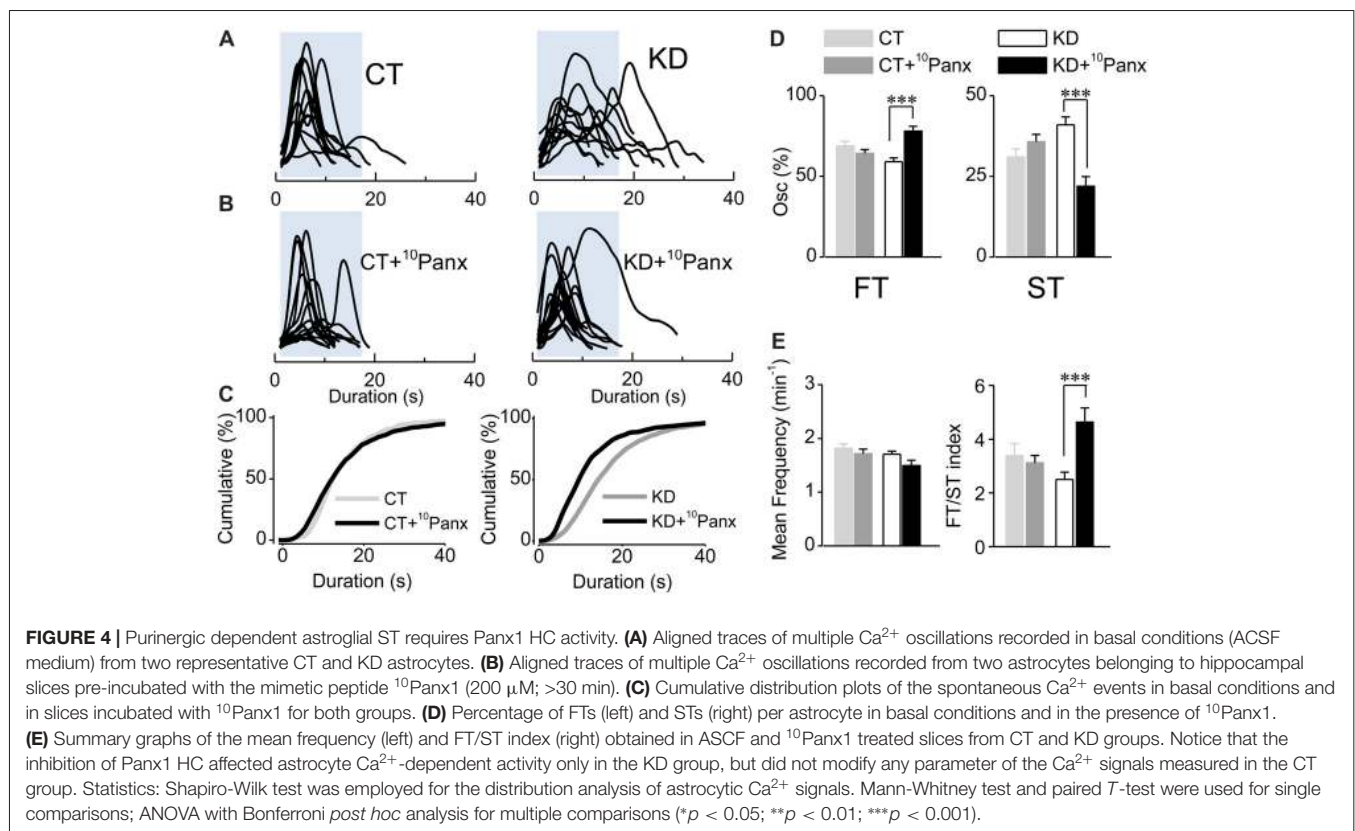 A
CT
KD
0 20 40
0 20 40
B
CT+¹⁰Panx
KD+¹⁰Panx
0 20 40
0 20 40
Duration (s)
Duration (s)
C
Cumulative (%)
100
50
0
CT
CT+¹⁰Panx
0 20 40
Duration (s)
Cumulative (%)
100
50
0
KD
KD+¹⁰Panx
0 20 40
Duration (s)
D
CT
KD
CT+¹⁰Panx
KD+¹⁰Panx
Osc (%)
100
50
0
***
FT
50
25
0
***
ST
E
Mean Frequency (min⁻¹)
3
2
1
0
FT/ST index
6
4
2
0
***
FIGURE 4 | Purinergic dependent astroglial ST requires Panx1 HC activity. (A) Aligned traces of multiple Ca²⁺ oscillations recorded in basal conditions (ACSF
medium) from two representative CT and KD astrocytes. (B) Aligned traces of multiple Ca²⁺ oscillations recorded from two astrocytes belonging to hippocampal
slices pre-incubated with the mimetic peptide ¹⁰Panx1 (200 μM; >30 min). (C) Cumulative distribution plots of the spontaneous Ca²⁺ events in basal conditions and
in slices incubated with ¹⁰Panx1 for both groups. (D) Percentage of FTs (left) and STs (right) per astrocyte in basal conditions and in the presence of ¹⁰Panx1.
(E) Summary graphs of the mean frequency (left) and FT/ST index (right) obtained in ASCF and ¹⁰Panx1 treated slices from CT and KD groups. Notice that the
inhibition of Panx1 HC affected astrocyte Ca²⁺-dependent activity only in the KD group, but did not modify any parameter of the Ca²⁺ signals measured in the CT
group. Statistics: Shapiro-Wilk test was employed for the distribution analysis of astrocytic Ca²⁺ signals. Mann-Whitney test and paired T-test were used for single
comparisons; ANOVA with Bonferroni post hoc analysis for multiple comparisons (*p < 0.05; **p < 0.01; ***p < 0.001).